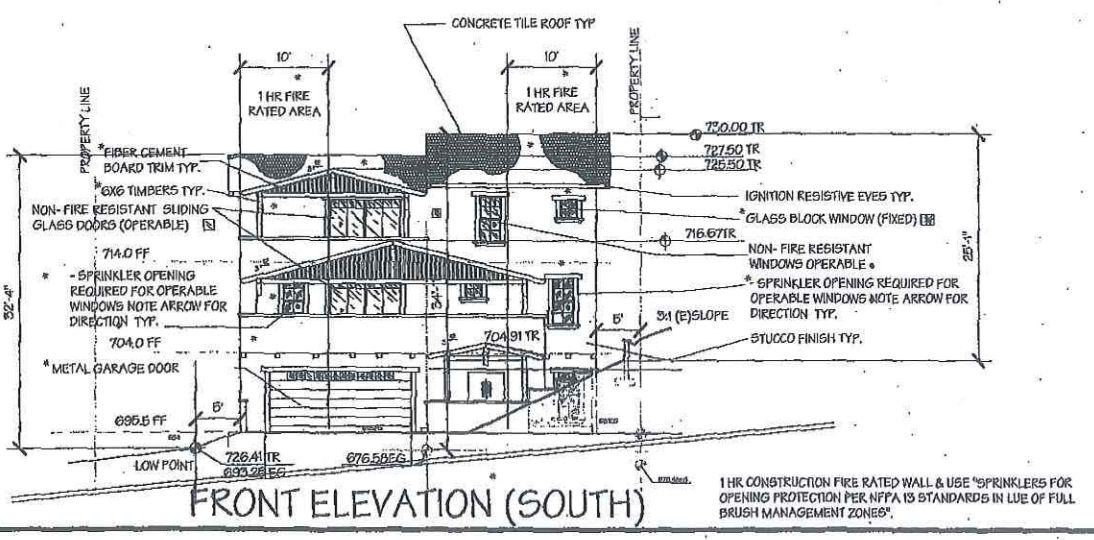 CONCRETE TILE ROOF TYP
10'
10'
PROPERTY LINE
PROPERTY LINE
1 HR FIRE
RATED AREA
1 HR FIRE
RATED AREA
730.00 TR
727.50 TR
725.50 TR
*FIBER CEMENT
BOARD TRIM TYP.
*6X6 TIMBERS TYP.
NON-FIRE RESISTANT SLIDING
GLASS DOORS (OPERABLE)
IGNITION RESISTIVE EVES TYP.
*GLASS BLOCK WINDOW (FIXED)
716.67TR
714.0 FF
NON-FIRE RESISTANT
WINDOWS OPERABLE
* - SPRINKLER OPENING
REQUIRED FOR OPERABLE
WINDOWS NOTE ARROW FOR
DIRECTION TYP.
*- SPRINKLER OPENING REQUIRED FOR
OPERABLE WINDOWS NOTE ARROW FOR
DIRECTION TYP.
32'-4"
25'-1"
34'-
5'
3:1 (E)SLOPE
704.0 FF
704.91 TR
STUCCO FINISH TYP.
*METAL GARAGE DOOR
695.5 FF
5'
LOW POINT
726.41 TR
693.28 EG
676.58EG
FRONT ELEVATION (SOUTH)
1 HR CONSTRUCTION FIRE RATED WALL & USE "SPRINKLERS FOR
OPENING PROTECTION PER NFPA 13 STANDARDS IN LUE OF FULL
BRUSH MANAGEMENT ZONES".